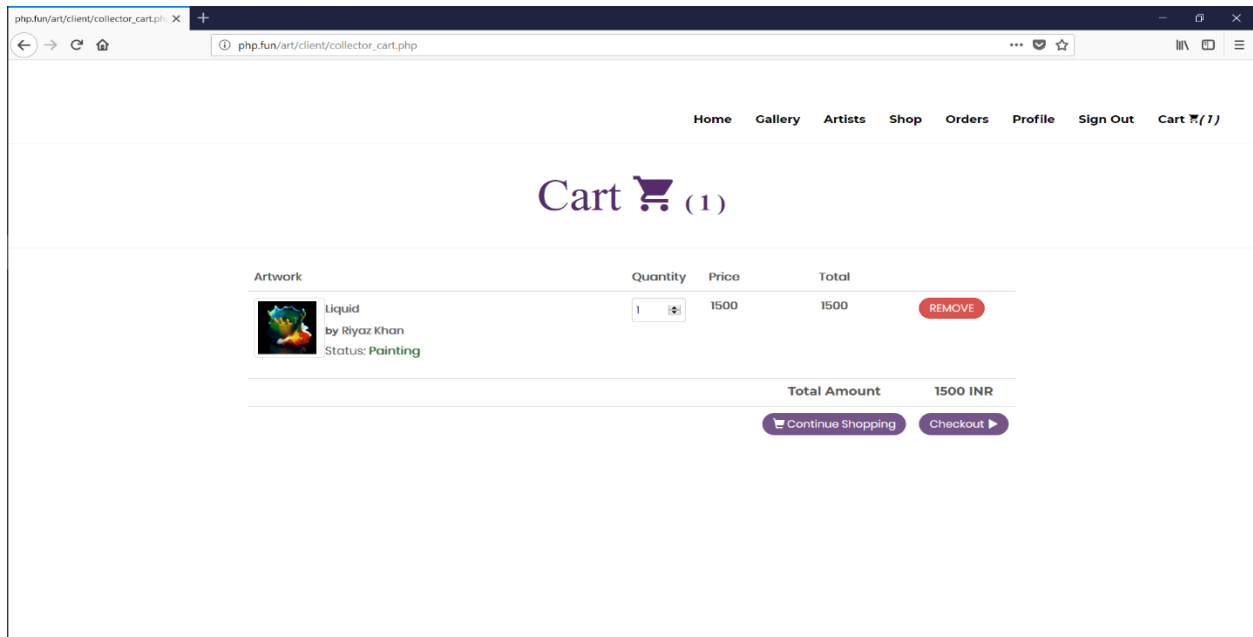 php.fun/art/client/collector_cart.ph
php.fun/art/client/collector_cart.php
Home Gallery Artists Shop Orders Profile Sign Out Cart (1)
Cart (1)
Artwork Quantity Price Total
Liquid 1 1500 1500 REMOVE
by Riyaz Khan
Status: Painting
Total Amount 1500 INR
Continue Shopping Checkout